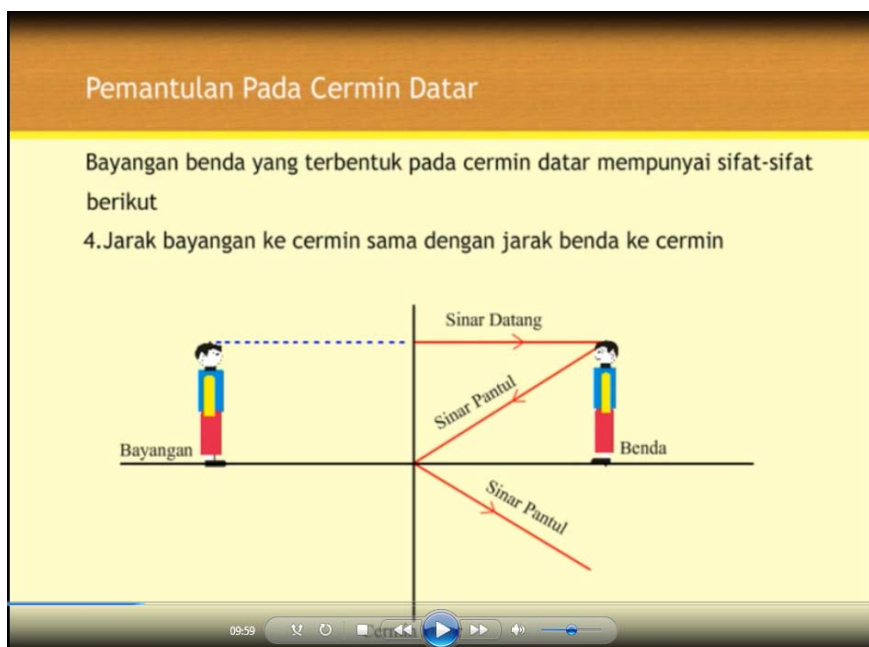 Pemantulan Pada Cermin Datar
Bayangan benda yang terbentuk pada cermin datar mempunyai sifat-sifat
berikut
4.Jarak bayangan ke cermin sama dengan jarak benda ke cermin
Sinar Datang
Sinar Pantul
Bayangan
Benda
Sinar Pantul
09:59